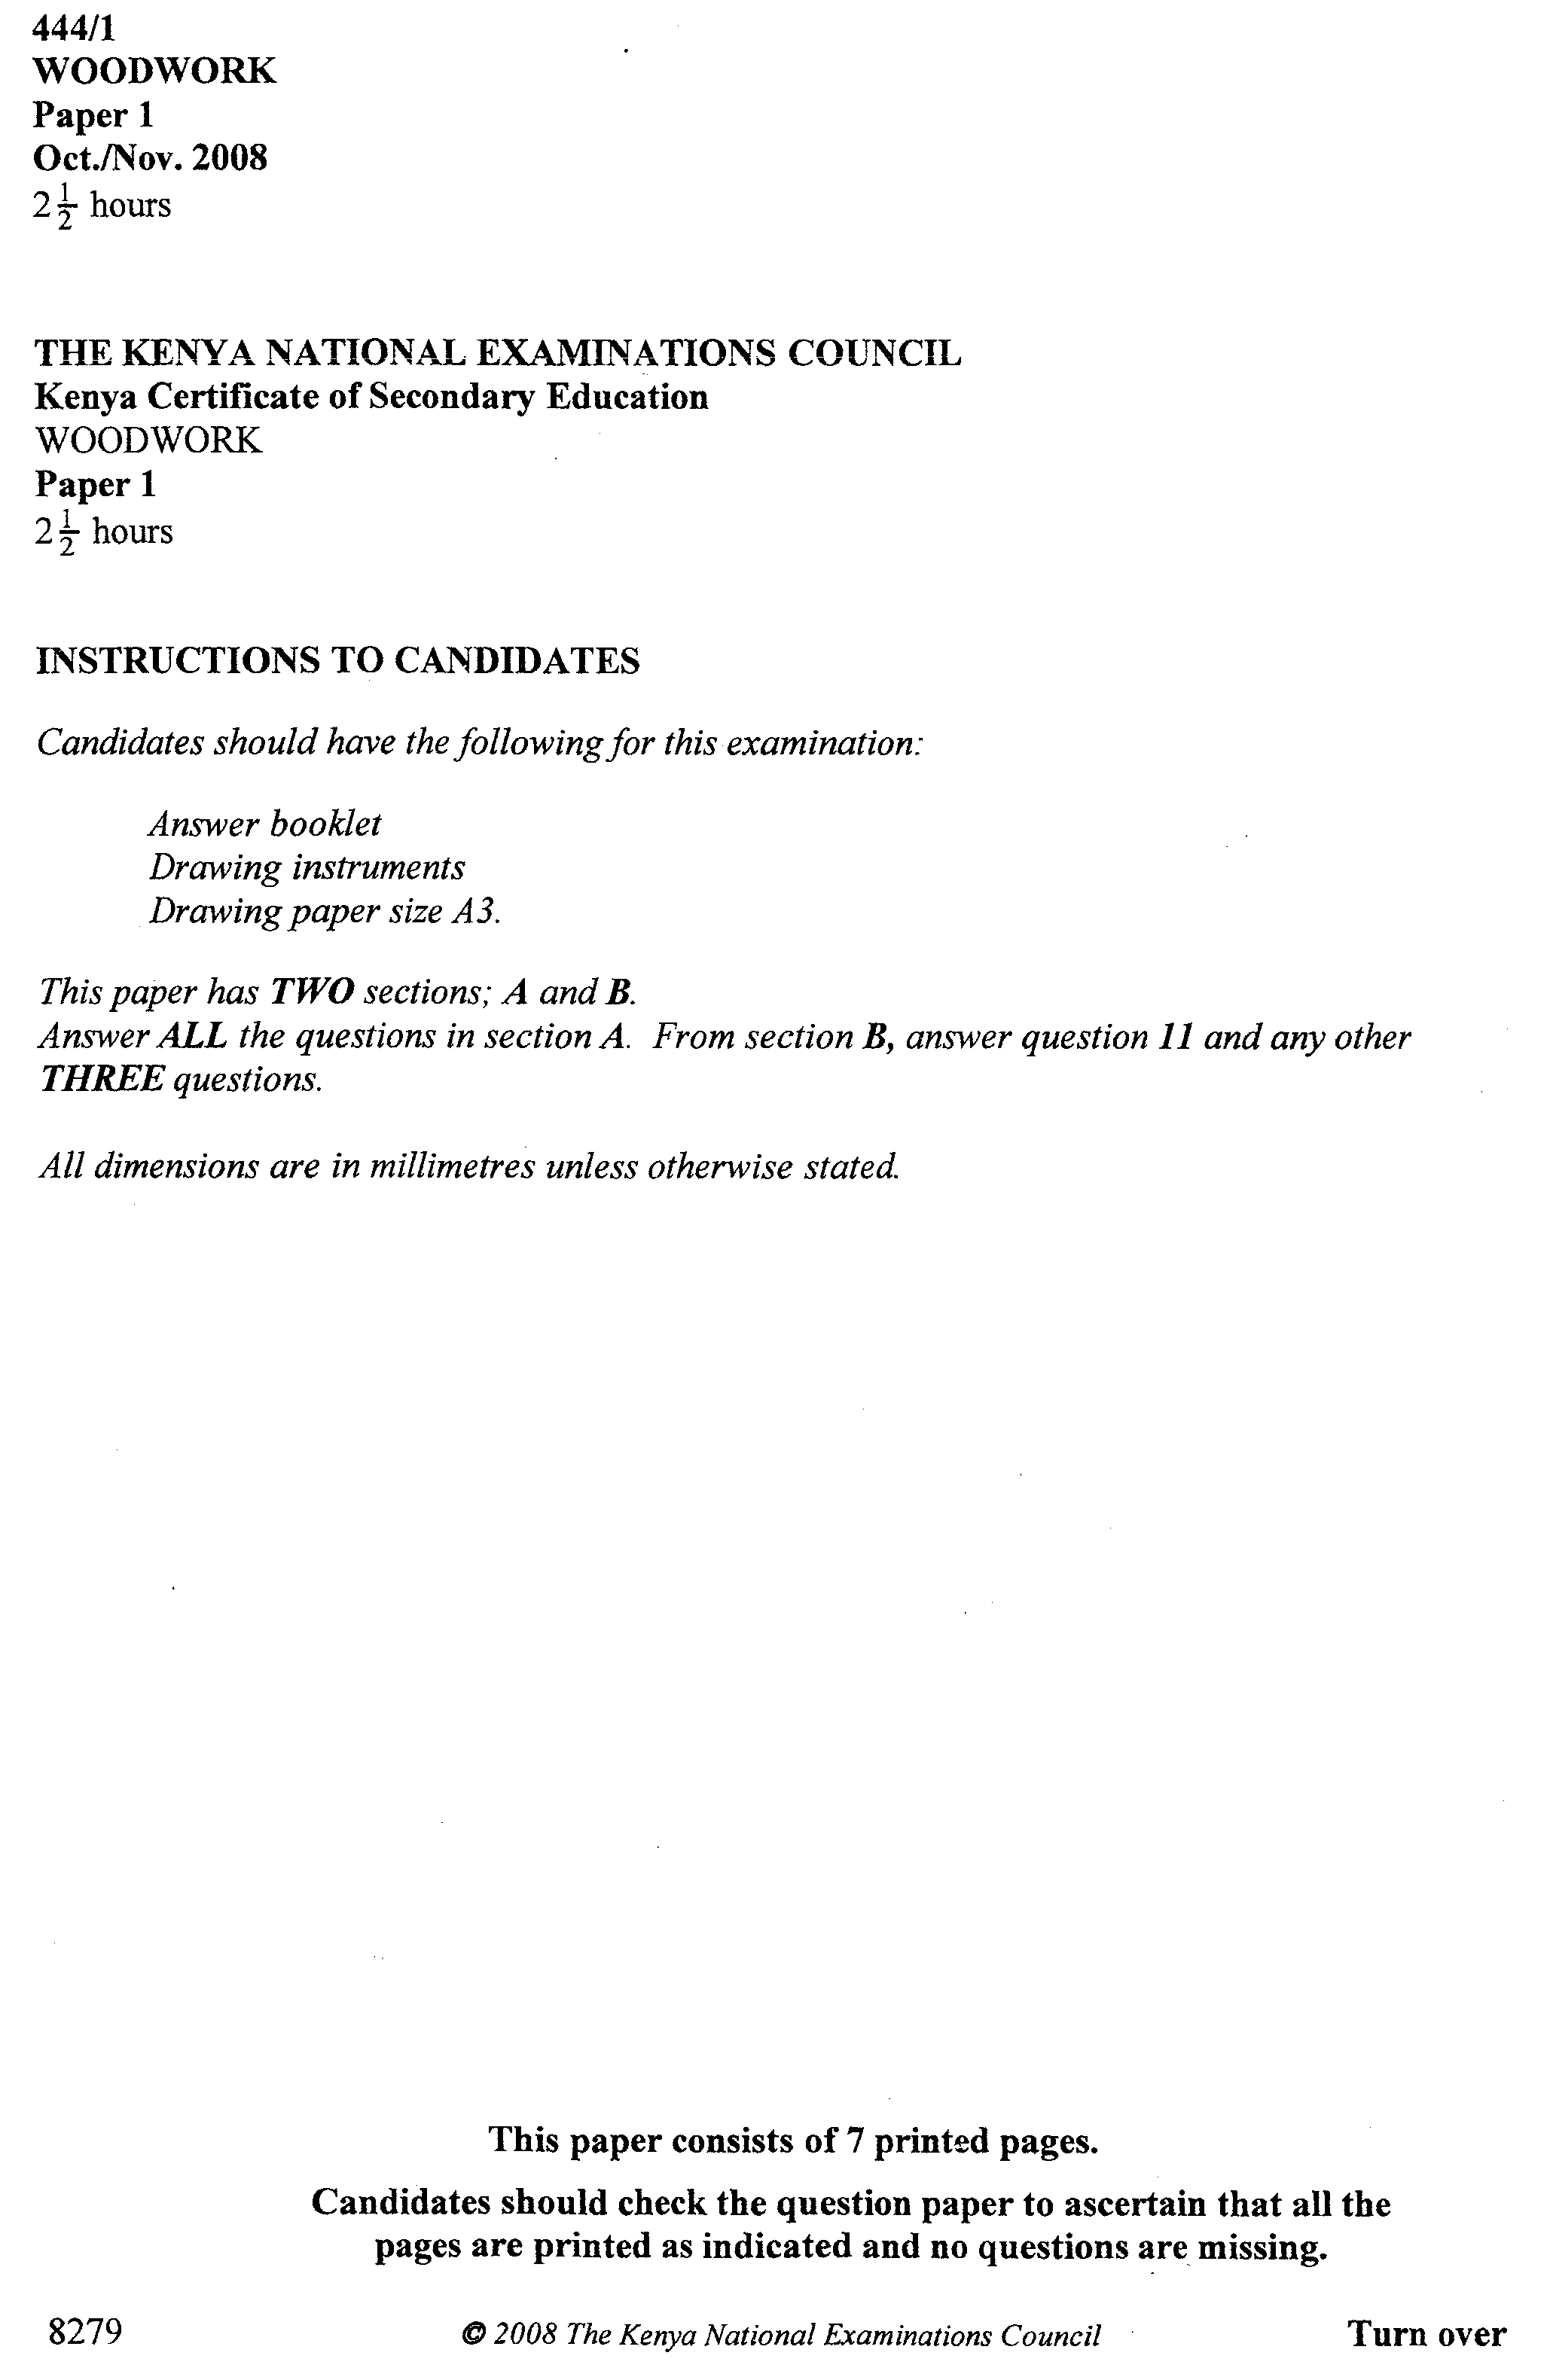 444/1
WOODWORK
Paper 1
Oct./Nov. 2008
2 1/2 hours
THE KENYA NATIONAL EXAMINATIONS COUNCIL
Kenya Certificate of Secondary Education
WOODWORK
Paper 1
2 1/2 hours
INSTRUCTIONS TO CANDIDATES
Candidates should have the following for this examination:
Answer booklet
Drawing instruments
Drawing paper size A3.
This paper has TWO sections; A and B.
Answer ALL the questions in section A. From section B, answer question 11 and any other
THREE questions.
All dimensions are in millimetres unless otherwise stated.
This paper consists of 7 printed pages.
Candidates should check the question paper to ascertain that all the
pages are printed as indicated and no questions are missing.
8279
© 2008 The Kenya National Examinations Council
Turn over